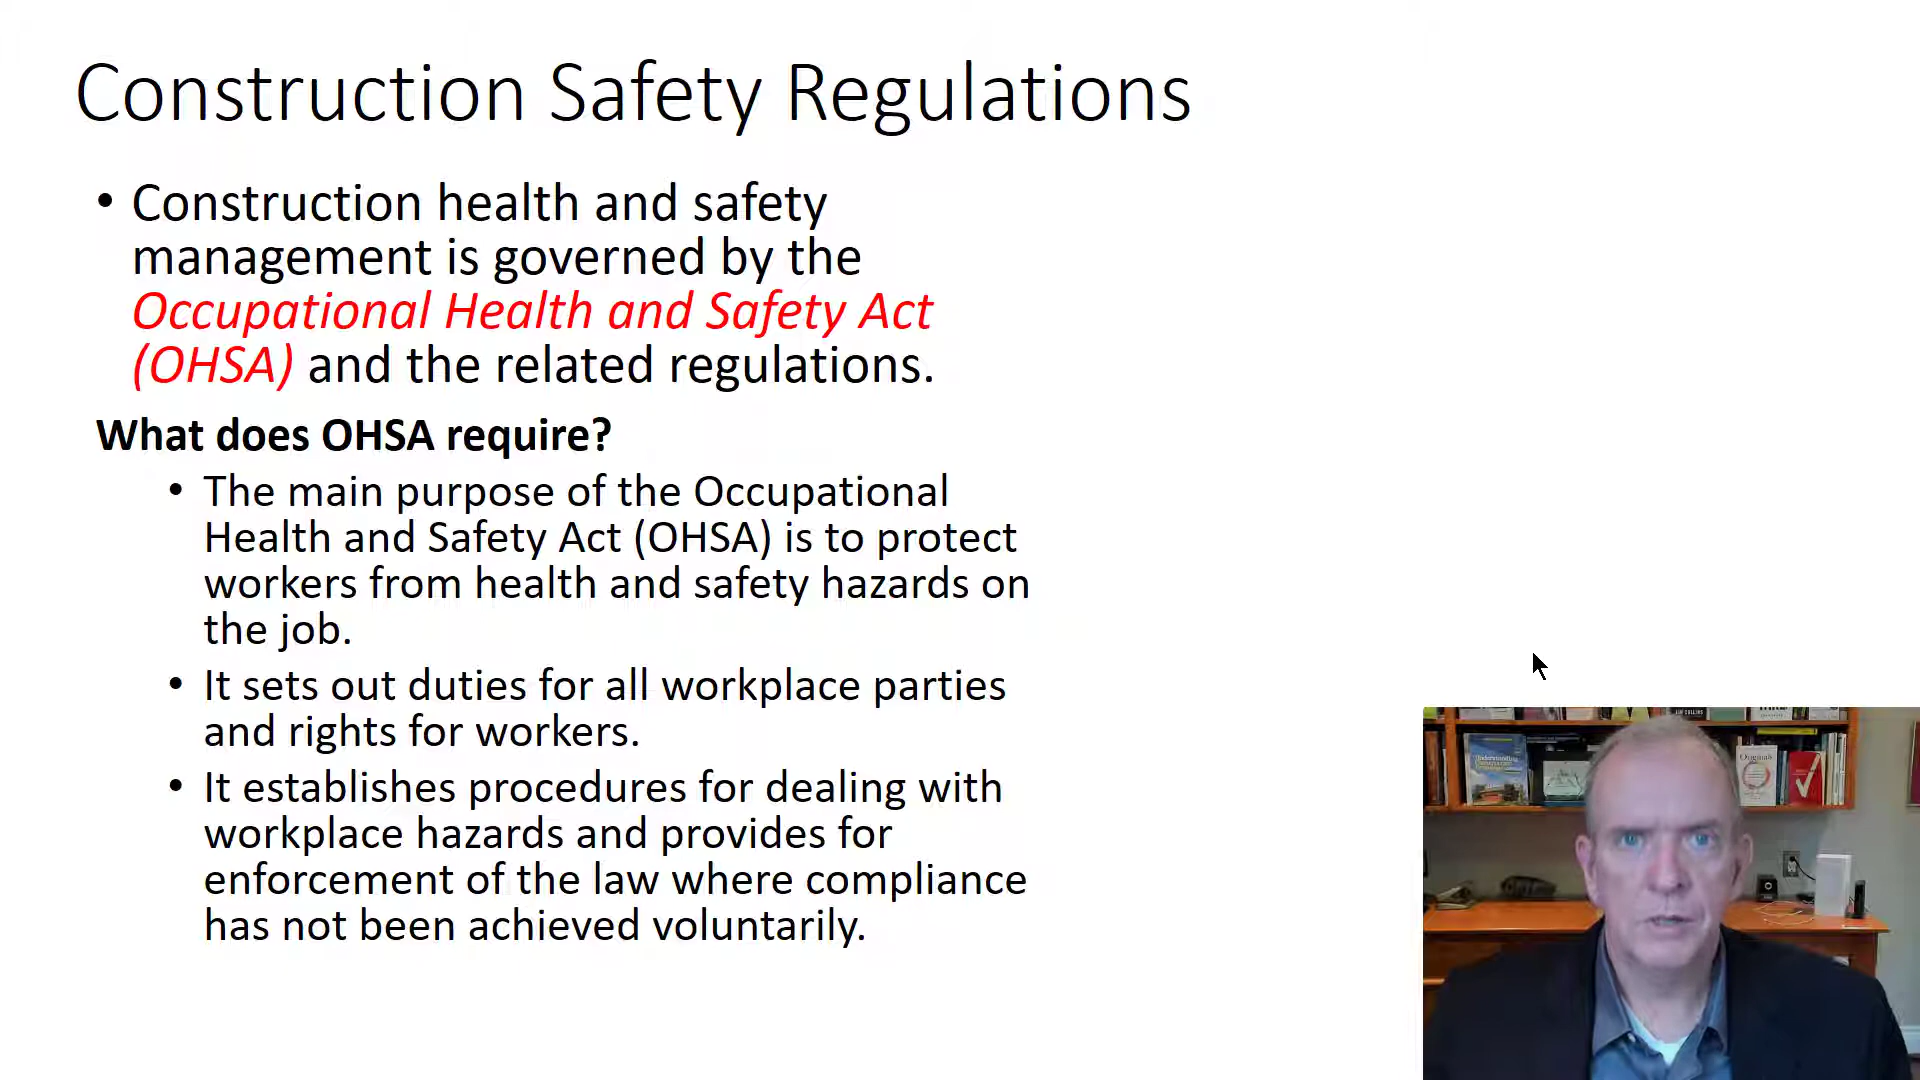 Construction Safety Regulations
• Construction health and safety
management is governed by the
Occupational Health and Safety Act
(OHSA) and the related regulations.
What does OHSA require?
• The main purpose of the Occupational
Health and Safety Act (OHSA) is to protect
workers from health and safety hazards on
the job.
• It sets out duties for all workplace parties
and rights for workers.
• It establishes procedures for dealing with
workplace hazards and provides for
enforcement of the law where compliance
has not been achieved voluntarily.